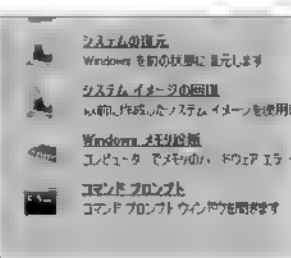 システムの復元
Windows を前の状態に復元します
システム イメージの回復
以前に作成したシステム イメージを使用
Windows メモリ診断
コンピューターでメモリのハードウェア エラー
コマンド プロンプト
コマンド プロンプト ウィンドウを開きます